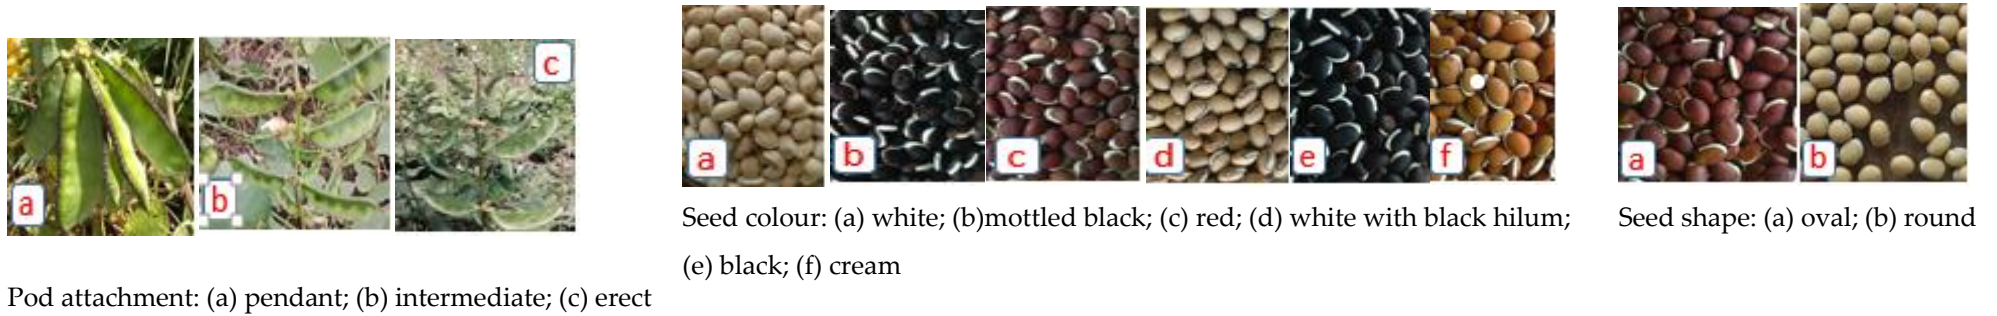 a
b
c
Pod attachment: (a) pendant; (b) intermediate; (c) erect
a
b
c
d
e
f
Seed colour: (a) white; (b)mottled black; (c) red; (d) white with black hilum;
(e) black; (f) cream
a
b
Seed shape: (a) oval; (b) round